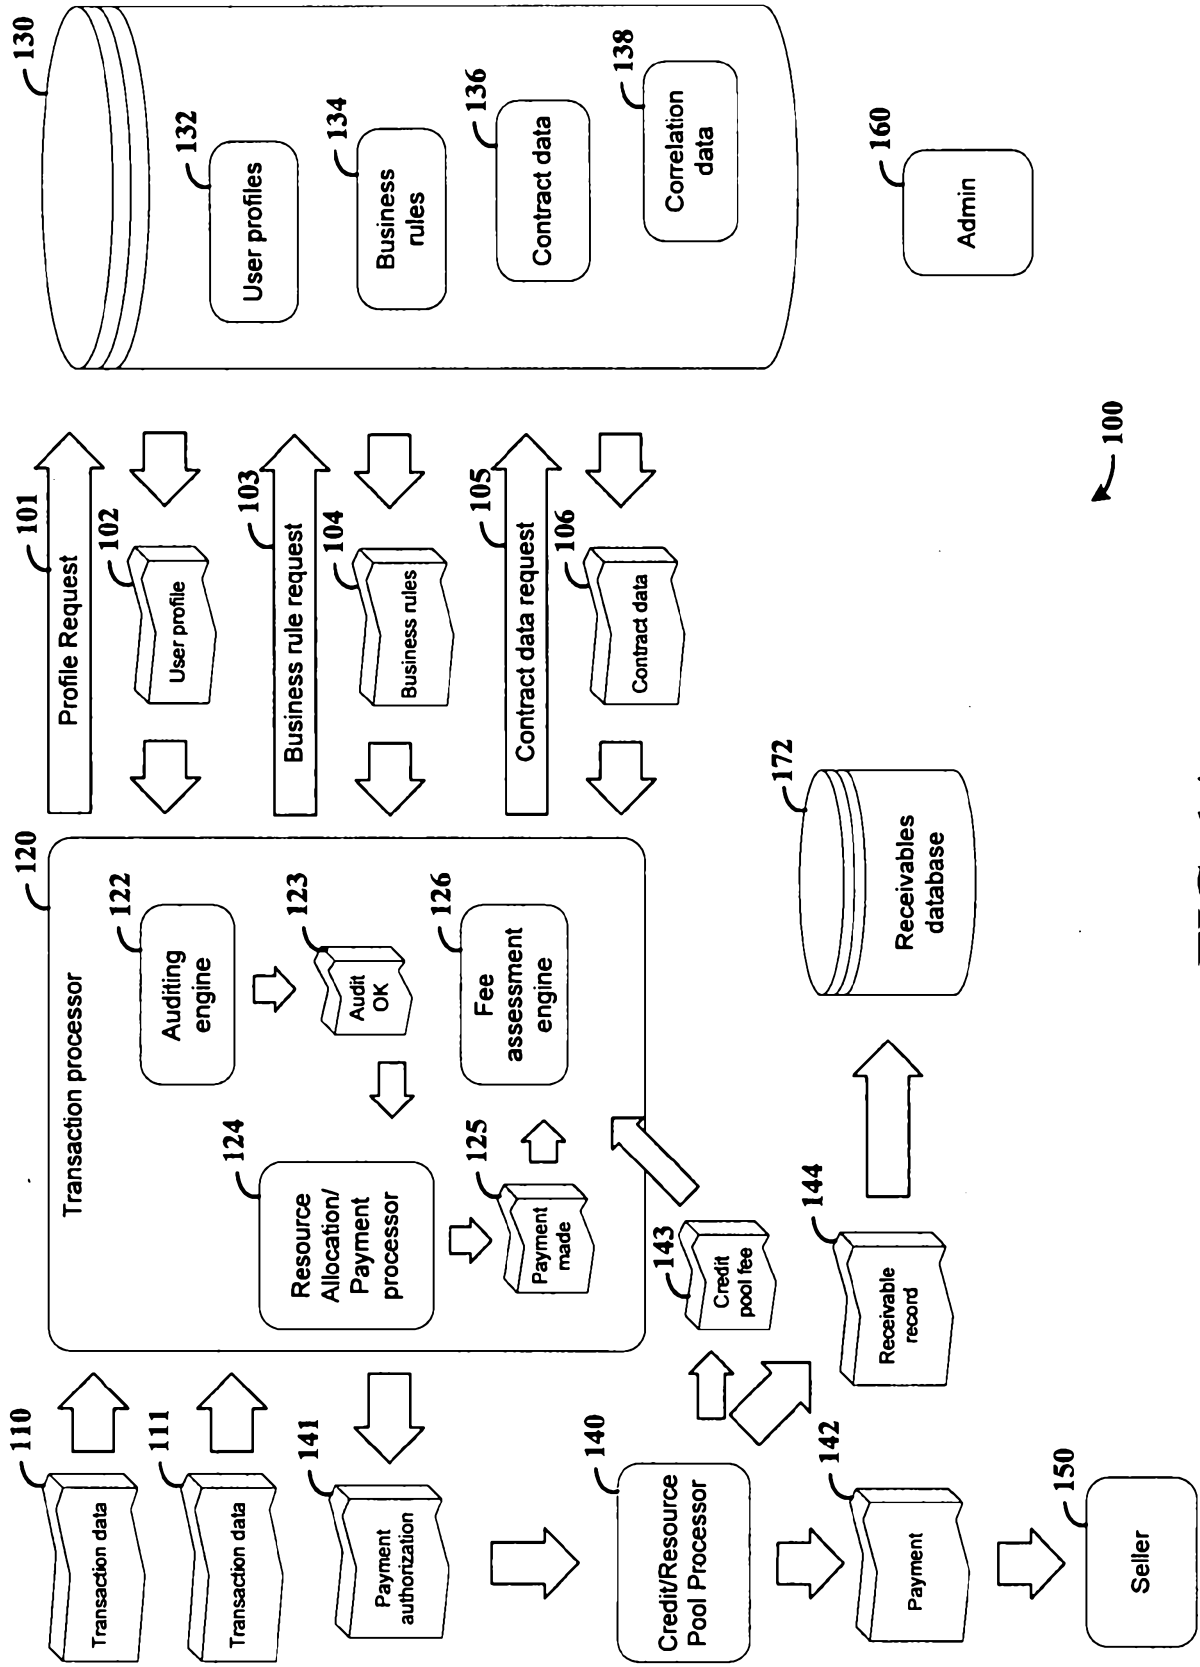 110
Transaction data
111
Transaction data
141
Payment
authorization
140
Credit/Resource
Pool Processor
142
Payment
150
Seller
120
Transaction processor
122
Auditing
engine
123
Audit
OK
124
Resource
Allocation/
Payment
processor
125
Payment
made
126
Fee
assessment
engine
143
Credit
pool fee
144
Receivable
record
172
Receivables
database
101
Profile Request
102
User profile
103
Business rule request
104
Business rules
105
Contract data request
106
Contract data
130
132
User profiles
134
Business
rules
136
Contract data
138
Correlation
data
160
Admin
100